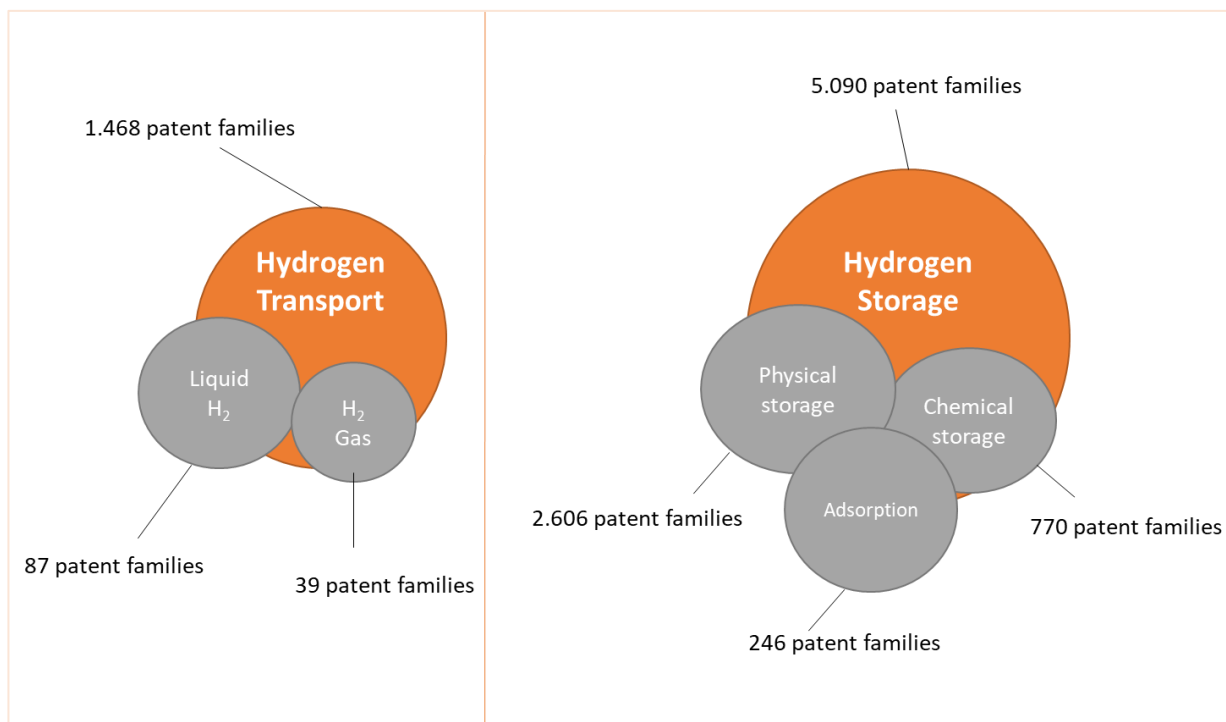 1.468 patent families
Hydrogen
Transport
Liquid
H₂
H₂
Gas
87 patent families
39 patent families
5.090 patent families
Hydrogen
Storage
Physical
storage
Chemical
storage
Adsorption
2.606 patent families
770 patent families
246 patent families